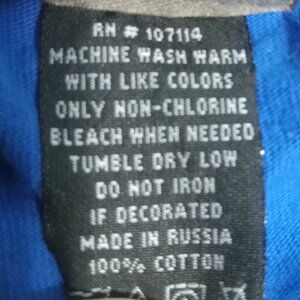 RN # 107114
MACHINE WASH WARM
WITH LIKE COLORS
ONLY NON-CHLORINE
BLEACH WHEN NEEDED
TUMBLE DRY LOW
DO NOT IRON
IF DECORATED
MADE IN RUSSIA
100% COTTON